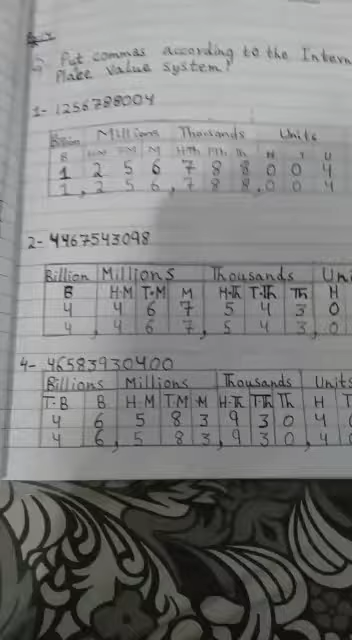 Put commas according to the Intern
Place value system?
1- 1256788004
Billion Millions Thousands Units
B H·M T·M M H·Th T·Th Th H T U
1 2 5 6 7 8 8 0 0 4
1, 2 5 6, 7 8 8, 0 0 4
2- 4467543098
Billion Millions Thousands Uni
B H·M T·M M H·Th T·Th Th H
4 4 6 7 5 4 3 0
4, 4 6 7, 5 4 3, 0
4- 46583930400
Billions Millions Thousands Units
T·B B H·M T·M M H·Th T·Th Th H T
4 6 5 8 3 9 3 0 4
4 6, 5 8 3, 9 3 0, 4